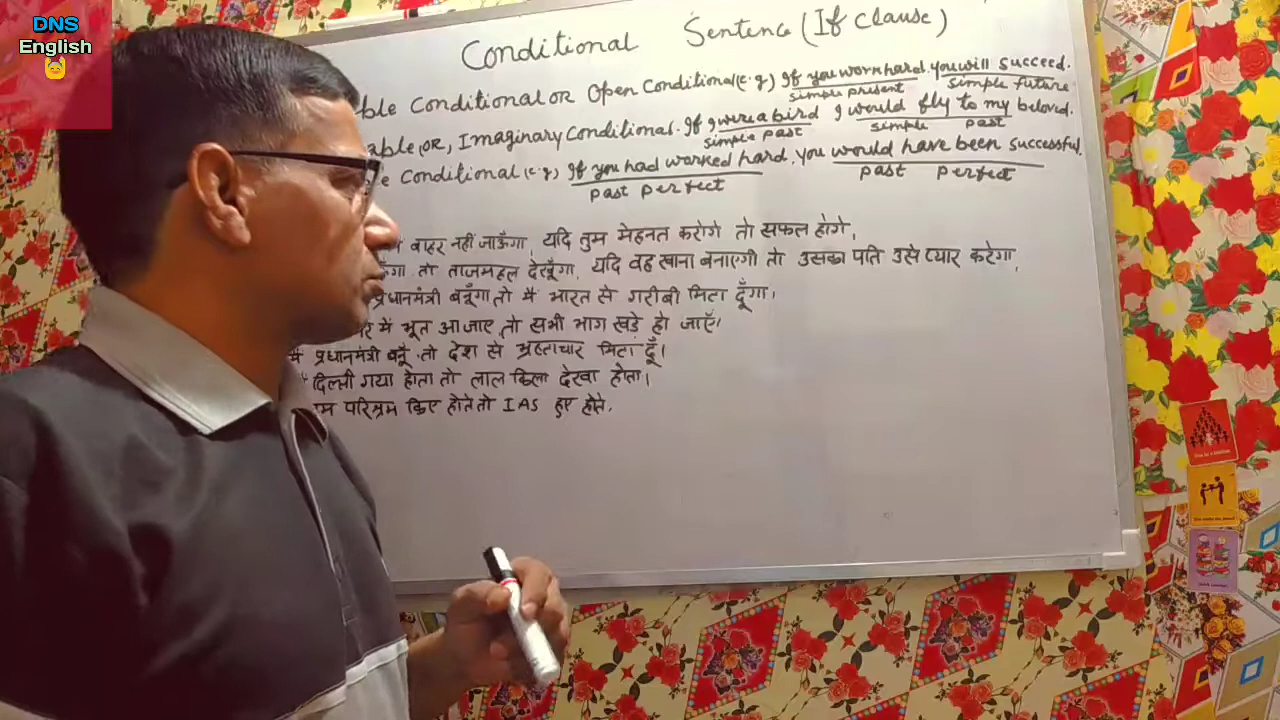 DNS
English
Conditional Sentence (If Clause)
Conditional OR Open Conditional (e.g) If you work hard, you will succeed.
simple present simple future
OR, Imaginary Conditional. If I were a bird I would fly to my beloved.
simple past simple past
Conditional (e.g) If you had worked hard, you would have been successful.
past perfect past perfect
बाहर नहीं जाऊँगा, यदि तुम मेहनत करोगे तो सफल होगे,
तो ताजमहल देखूँगा, यदि वह खाना बनाएगी तो उसका पति उसे प्यार करेगा,
प्रधानमंत्री बनूँगा तो मैं भारत से गरीबी मिटा दूँगा।
में भूत आ जाए तो सभी भाग खड़े हो जाएँ।
प्रधानमंत्री बनूँ तो देश से भ्रष्टाचार मिटा दूँ।
दिल्ली गया होता तो लाल किला देखा होता।
परिश्रम किए होते तो IAS हुए होते,